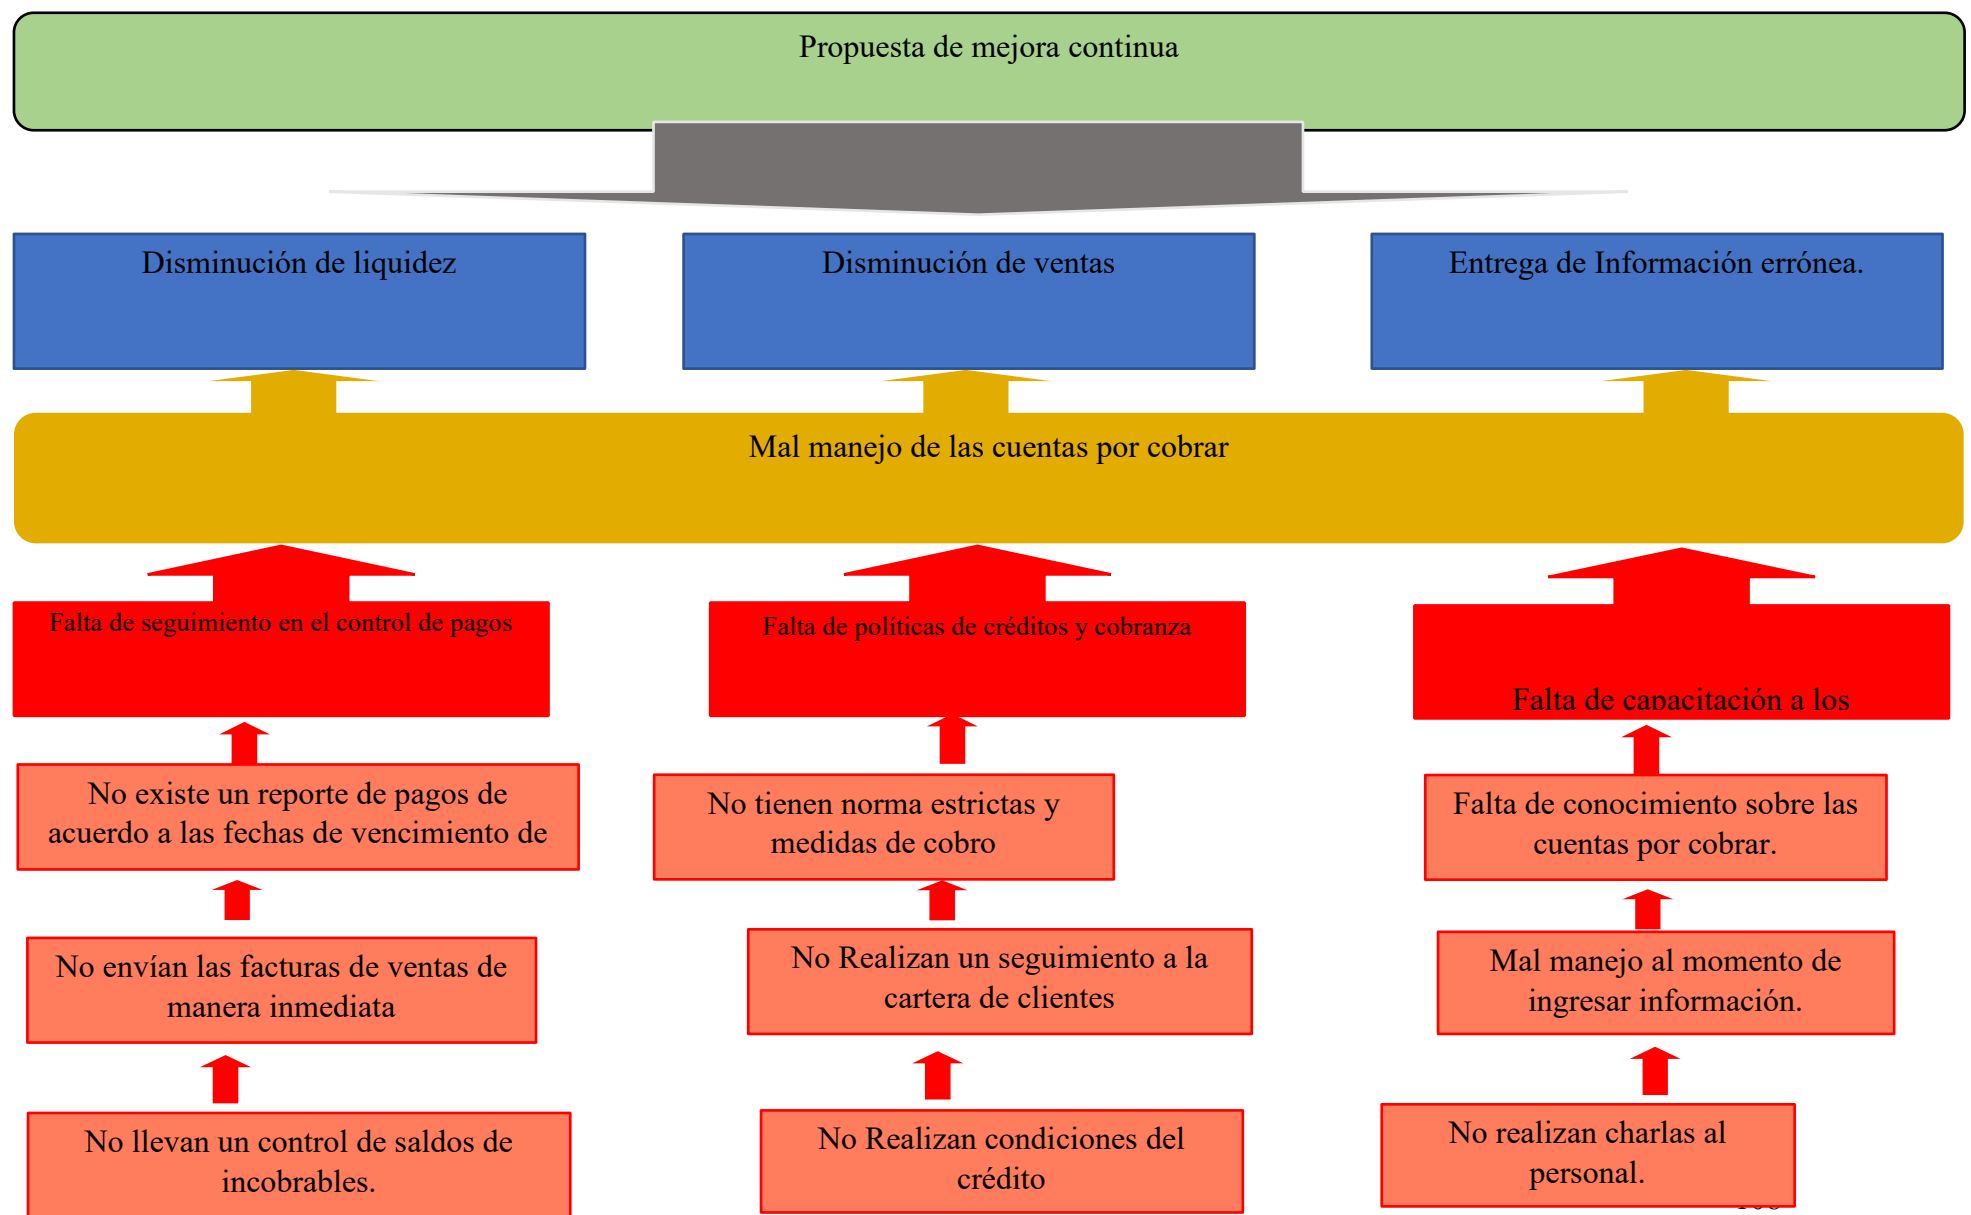 Propuesta de mejora continua
Disminución de liquidez
Disminución de ventas
Entrega de Información errónea.
Mal manejo de las cuentas por cobrar
Falta de seguimiento en el control de pagos
Falta de políticas de créditos y cobranza
Falta de capacitación a los
No existe un reporte de pagos de
acuerdo a las fechas de vencimiento de
No tienen norma estrictas y
medidas de cobro
Falta de conocimiento sobre las
cuentas por cobrar.
No envían las facturas de ventas de
manera inmediata
No Realizan un seguimiento a la
cartera de clientes
Mal manejo al momento de
ingresar información.
No llevan un control de saldos de
incobrables.
No Realizan condiciones del
crédito
No realizan charlas al
personal.